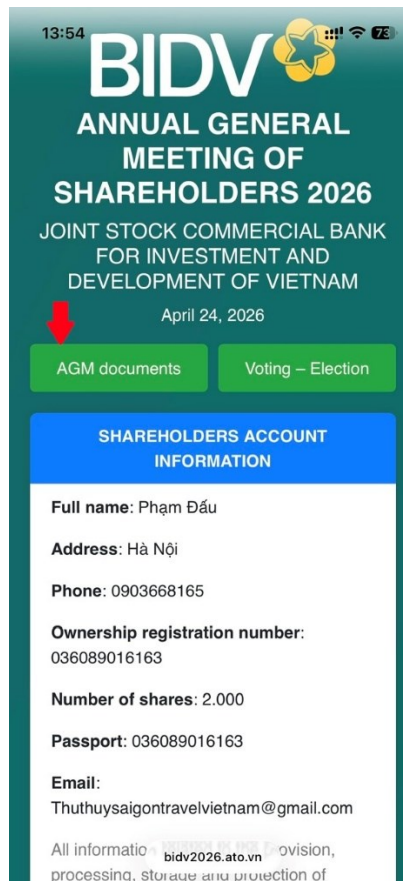 13:54
73
BIDV
ANNUAL GENERAL
MEETING OF
SHAREHOLDERS 2026
JOINT STOCK COMMERCIAL BANK
FOR INVESTMENT AND
DEVELOPMENT OF VIETNAM
April 24, 2026
AGM documents
Voting – Election
SHAREHOLDERS ACCOUNT
INFORMATION
Full name: Phạm Đấu
Address: Hà Nội
Phone: 0903668165
Ownership registration number:
036089016163
Number of shares: 2.000
Passport: 036089016163
Email:
Thuthuysaigontravelvietnam@gmail.com
All information ovision,
bidv2026.ato.vn
processing, storage and protection of